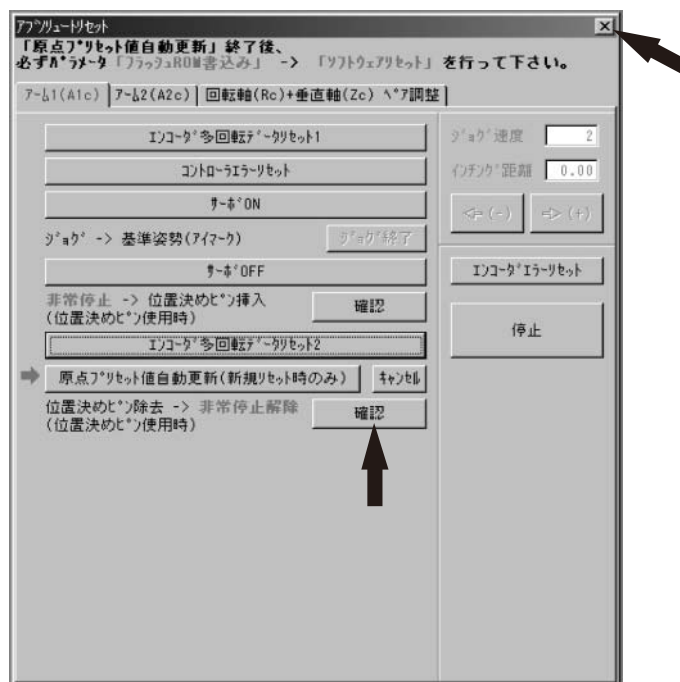 アブソリュートリセット
「原点プリセット値自動更新」終了後、
必ずパラメータ「フラッシュROM書込み」 -> 「ソフトウェアリセット」を行って下さい。
アーム1(A1c) アーム2(A2c) 回転軸(Rc)+垂直軸(Zc) ペア調整
エンコーダ多回転データリセット1
コントローラエラーリセット
サーボON
ジョグ -> 基準姿勢(アイマーク) ジョグ終了
サーボOFF
非常停止 -> 位置決めピン挿入
(位置決めピン使用時)
確認
エンコーダ多回転データリセット2
原点プリセット値自動更新(新規リセット時のみ) キャンセル
位置決めピン除去 -> 非常停止解除
(位置決めピン使用時)
確認
ジョグ速度 2
インチング距離 0.00
<=(-) =>(+)
エンコーダエラーリセット
停止